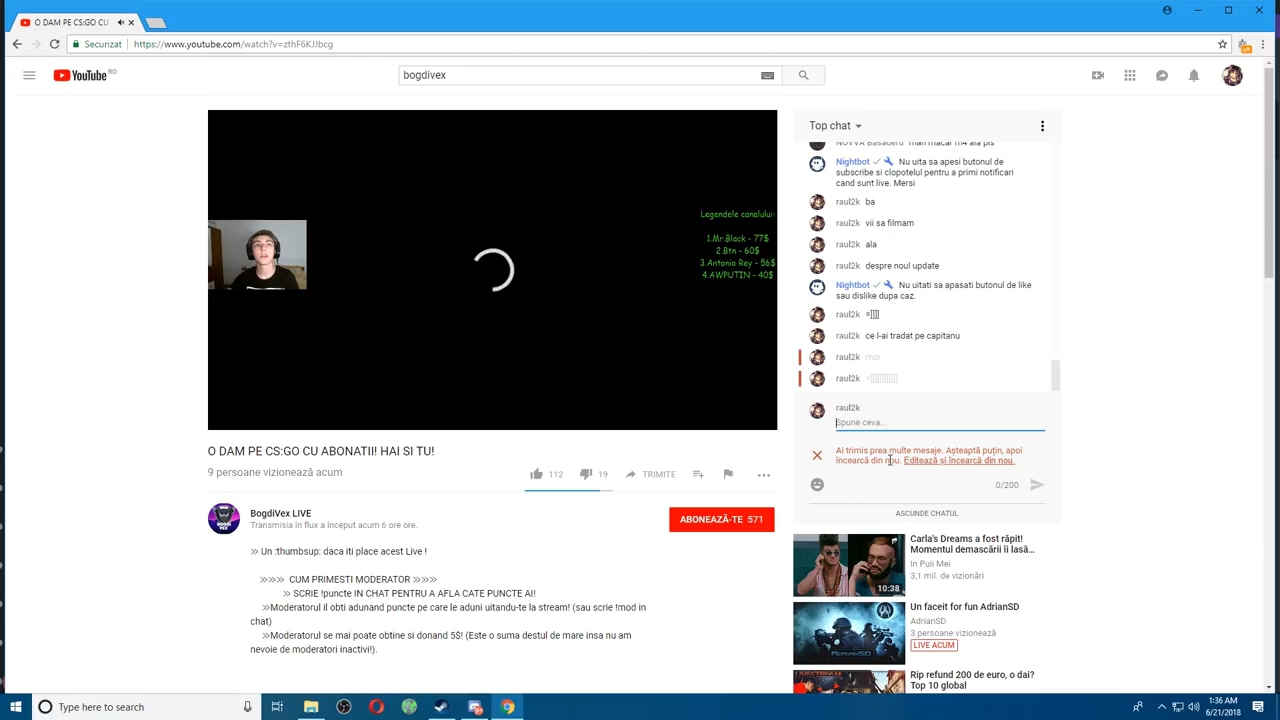 O DAM PE CS:GO CU
Securizat
https://www.youtube.com/watch?v=zthF6KJJbcg
YouTube RO
bogdivex
Legendele canalului:
1.Mr.Black - 77$
2.Btn - 60$
3.Antonio Rey - 56$
4.AWPUTIN - 40$
O DAM PE CS:GO CU ABONATII! HAI SI TU!
9 persoane vizionează acum
112
19
TRIMITE
BogdiVex LIVE
Transmisia în flux a început acum 6 ore ore.
ABONEAZĂ-TE 571
>> Un :thumbsup: daca iti place acest Live !
>>>> CUM PRIMESTI MODERATOR >>>>
>> SCRIE !puncte IN CHAT PENTRU A AFLA CATE PUNCTE AI!
>>Moderatorul il obti adunand puncte pe care le aduni uitandu-te la stream! (sau scrie !mod in
chat)
>>Moderatorul se mai poate obtine si donand 5$! (Este o suma destul de mare insa nu am
nevoie de moderatori inactivi!).
Top chat
NOVVA Basaderu man macar m4 ala pis
Nightbot Nu uita sa apesi butonul de
subscribe si clopotelul pentru a primi notificari
cand sunt live. Mersi
raul2k ba
raul2k vii sa filmam
raul2k ala
raul2k despre noul update
Nightbot Nu uitati sa apasati butonul de like
sau dislike dupa caz.
raul2k =]]]]
raul2k ce l-ai tradat pe capitanu
raul2k mor
raul2k
raul2k
Spune ceva...
Ai trimis prea multe mesaje. Așteaptă puțin, apoi
încearcă din nou. Editează și încearcă din nou.
0/200
ASCUNDE CHATUL
Carla's Dreams a fost răpit!
Momentul demascării îi lasă...
In Puii Mei
3,1 mil. de vizionări
10:38
Un faceit for fun AdrianSD
AdrianSD
3 persoane vizionează
LIVE ACUM
Rip refund 200 de euro, o dai?
Top 10 global
Type here to search
1:36 AM
6/21/2018